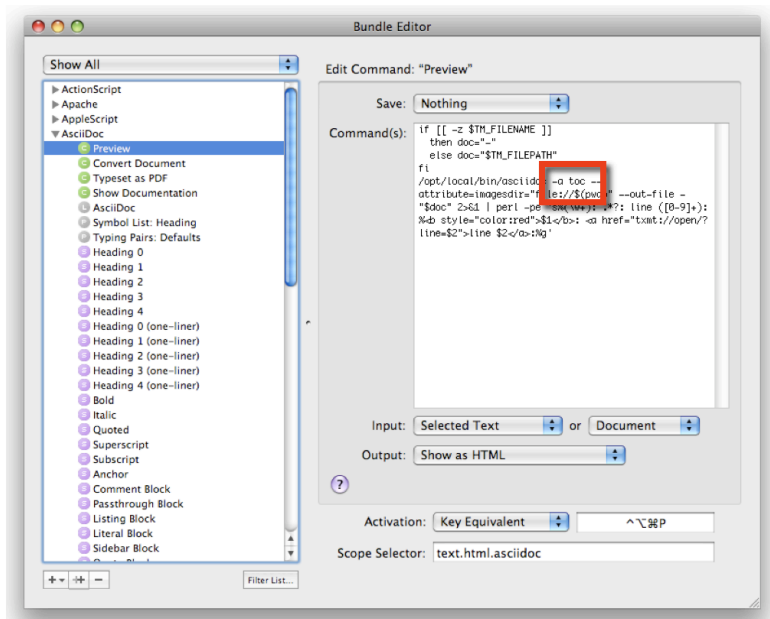 Bundle Editor
Show All
ActionScript
Apache
AppleScript
AsciiDoc
Preview
Convert Document
Typeset as PDF
Show Documentation
AsciiDoc
Symbol List: Heading
Typing Pairs: Defaults
Heading 0
Heading 1
Heading 2
Heading 3
Heading 4
Heading 0 (one-liner)
Heading 1 (one-liner)
Heading 2 (one-liner)
Heading 3 (one-liner)
Heading 4 (one-liner)
Bold
Italic
Quoted
Superscript
Subscript
Anchor
Comment Block
Passthrough Block
Listing Block
Literal Block
Sidebar Block
Filter List...
Edit Command: "Preview"
Save: Nothing
Command(s):
if [[ -z $TM_FILENAME ]]
then doc="-"
else doc="$TM_FILEPATH"
fi
/opt/local/bin/asciidoc -a toc --
attribute=imagesdir="file://$(pwd)" --out-file -
"$doc" 2>&1 | perl -pe 's%(\w+): .*?: line ([0-9]+):
%<b style="color:red">$1</b>: <a href="txmt://open/?
line=$2">line $2</a>:%g'
Input: Selected Text or Document
Output: Show as HTML
?
Activation: Key Equivalent ^⌥⌘P
Scope Selector: text.html.asciidoc